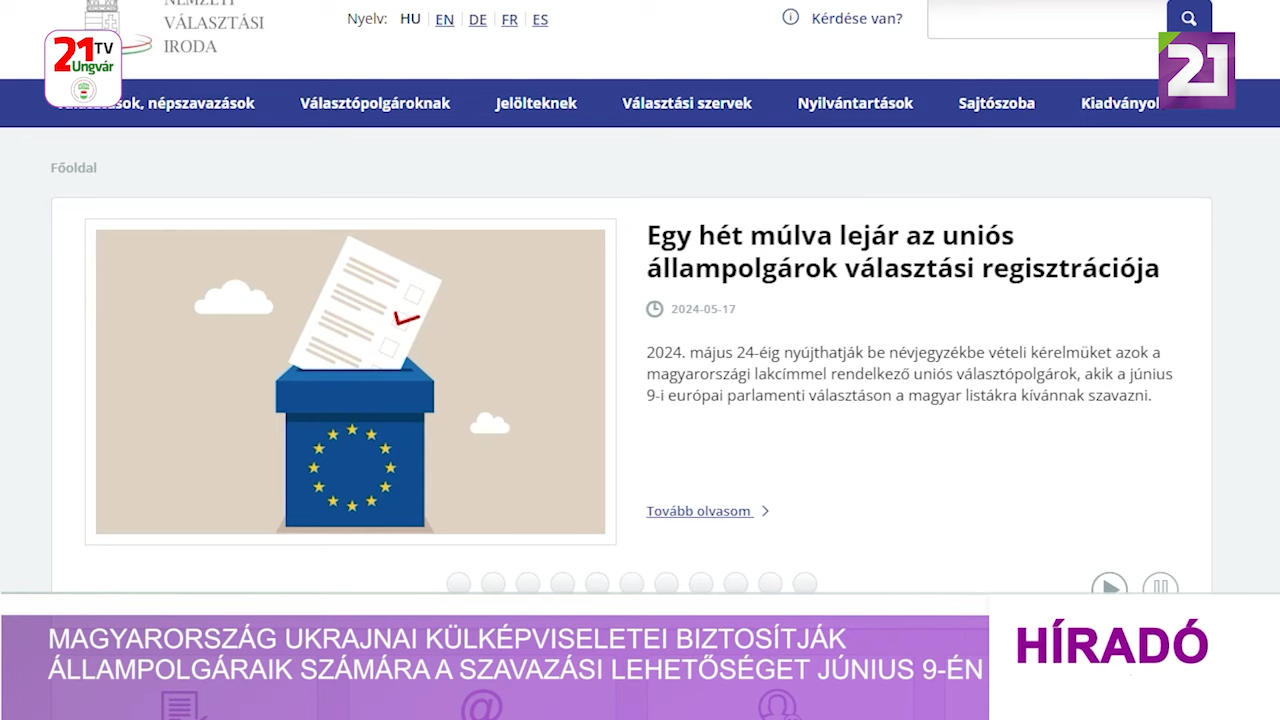 NEMZETI
VÁLASZTÁSI
IRODA
Nyelv: HU EN DE FR ES
Kérdése van?
21 TV
Ungvár
21
népszavazások
Választópolgároknak
Jelölteknek
Választási szervek
Nyilvántartások
Sajtószoba
Főoldal
Egy hét múlva lejár az uniós
állampolgárok választási regisztrációja
2024-05-17
2024. május 24-éig nyújthatják be névjegyzékbe vételi kérelmüket azok a
magyarországi lakcímmel rendelkező uniós választópolgárok, akik a június
9-i európai parlamenti választáson a magyar listákra kívánnak szavazni.
Tovább olvasom
MAGYARORSZÁG UKRAJNAI KÜLKÉPVISELETEI BIZTOSÍTJÁK
ÁLLAMPOLGÁRAIK SZÁMÁRA A SZAVAZÁSI LEHETŐSÉGET JÚNIUS 9-ÉN
HÍRADÓ
@